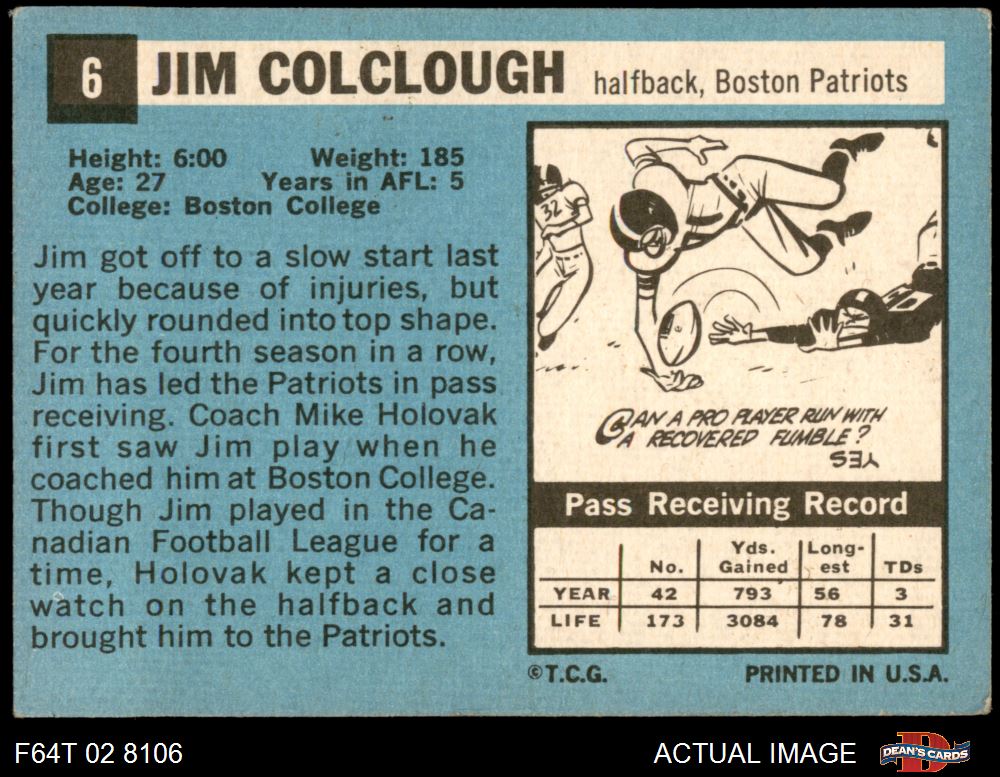 6 JIM COLCLOUGH halfback, Boston Patriots
Height: 6:00 Weight: 185
Age: 27 Years in AFL: 5
College: Boston College
Jim got off to a slow start last
year because of injuries, but
quickly rounded into top shape.
For the fourth season in a row,
Jim has led the Patriots in pass
receiving. Coach Mike Holovak
first saw Jim play when he
coached him at Boston College.
Though Jim played in the Ca-
nadian Football League for a
time, Holovak kept a close
watch on the halfback and
brought him to the Patriots.
32
CAN A PRO PLAYER RUN WITH
A RECOVERED FUMBLE?
YES
Pass Receiving Record
No. Yds. Gained Long-est TDs
YEAR 42 793 56 3
LIFE 173 3084 78 31
©T.C.G. PRINTED IN U.S.A.
F64T 02 8106 ACTUAL IMAGE DEAN'S CARDS